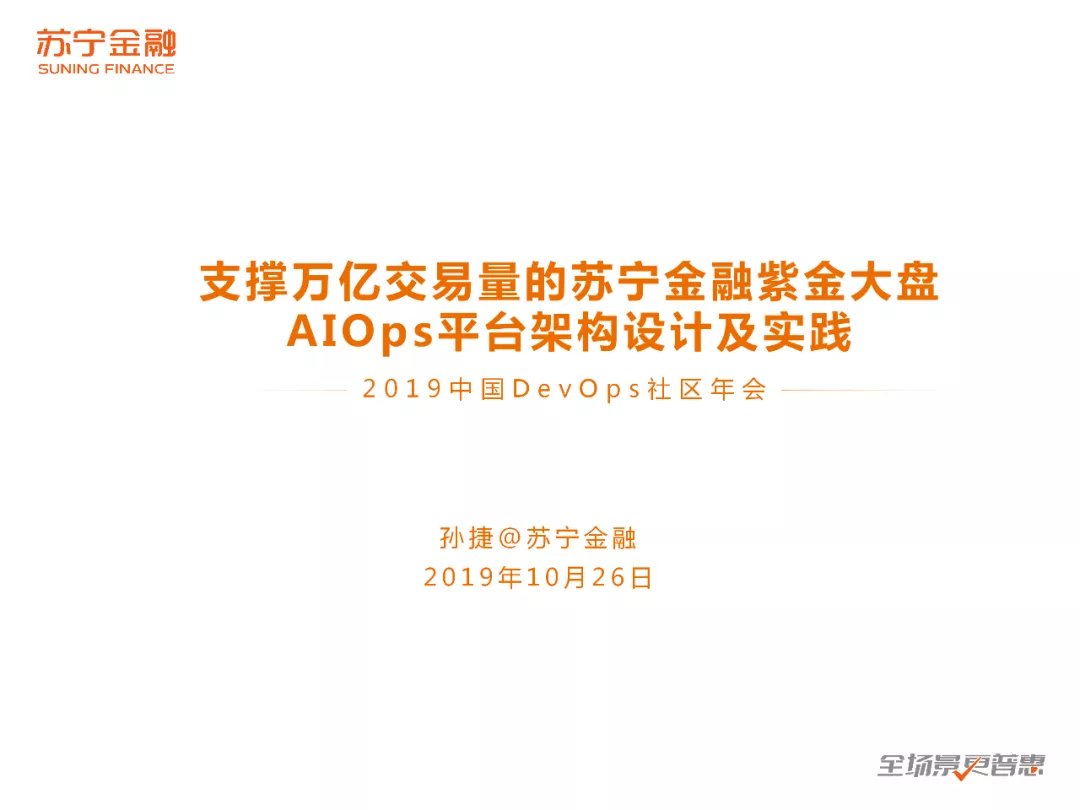 苏宁金融
SUNING FINANCE
支撑万亿交易量的苏宁金融紫金大盘
AIOps平台架构设计及实践
2019中国DevOps社区年会
孙捷@苏宁金融
2019年10月26日
全场景更普惠